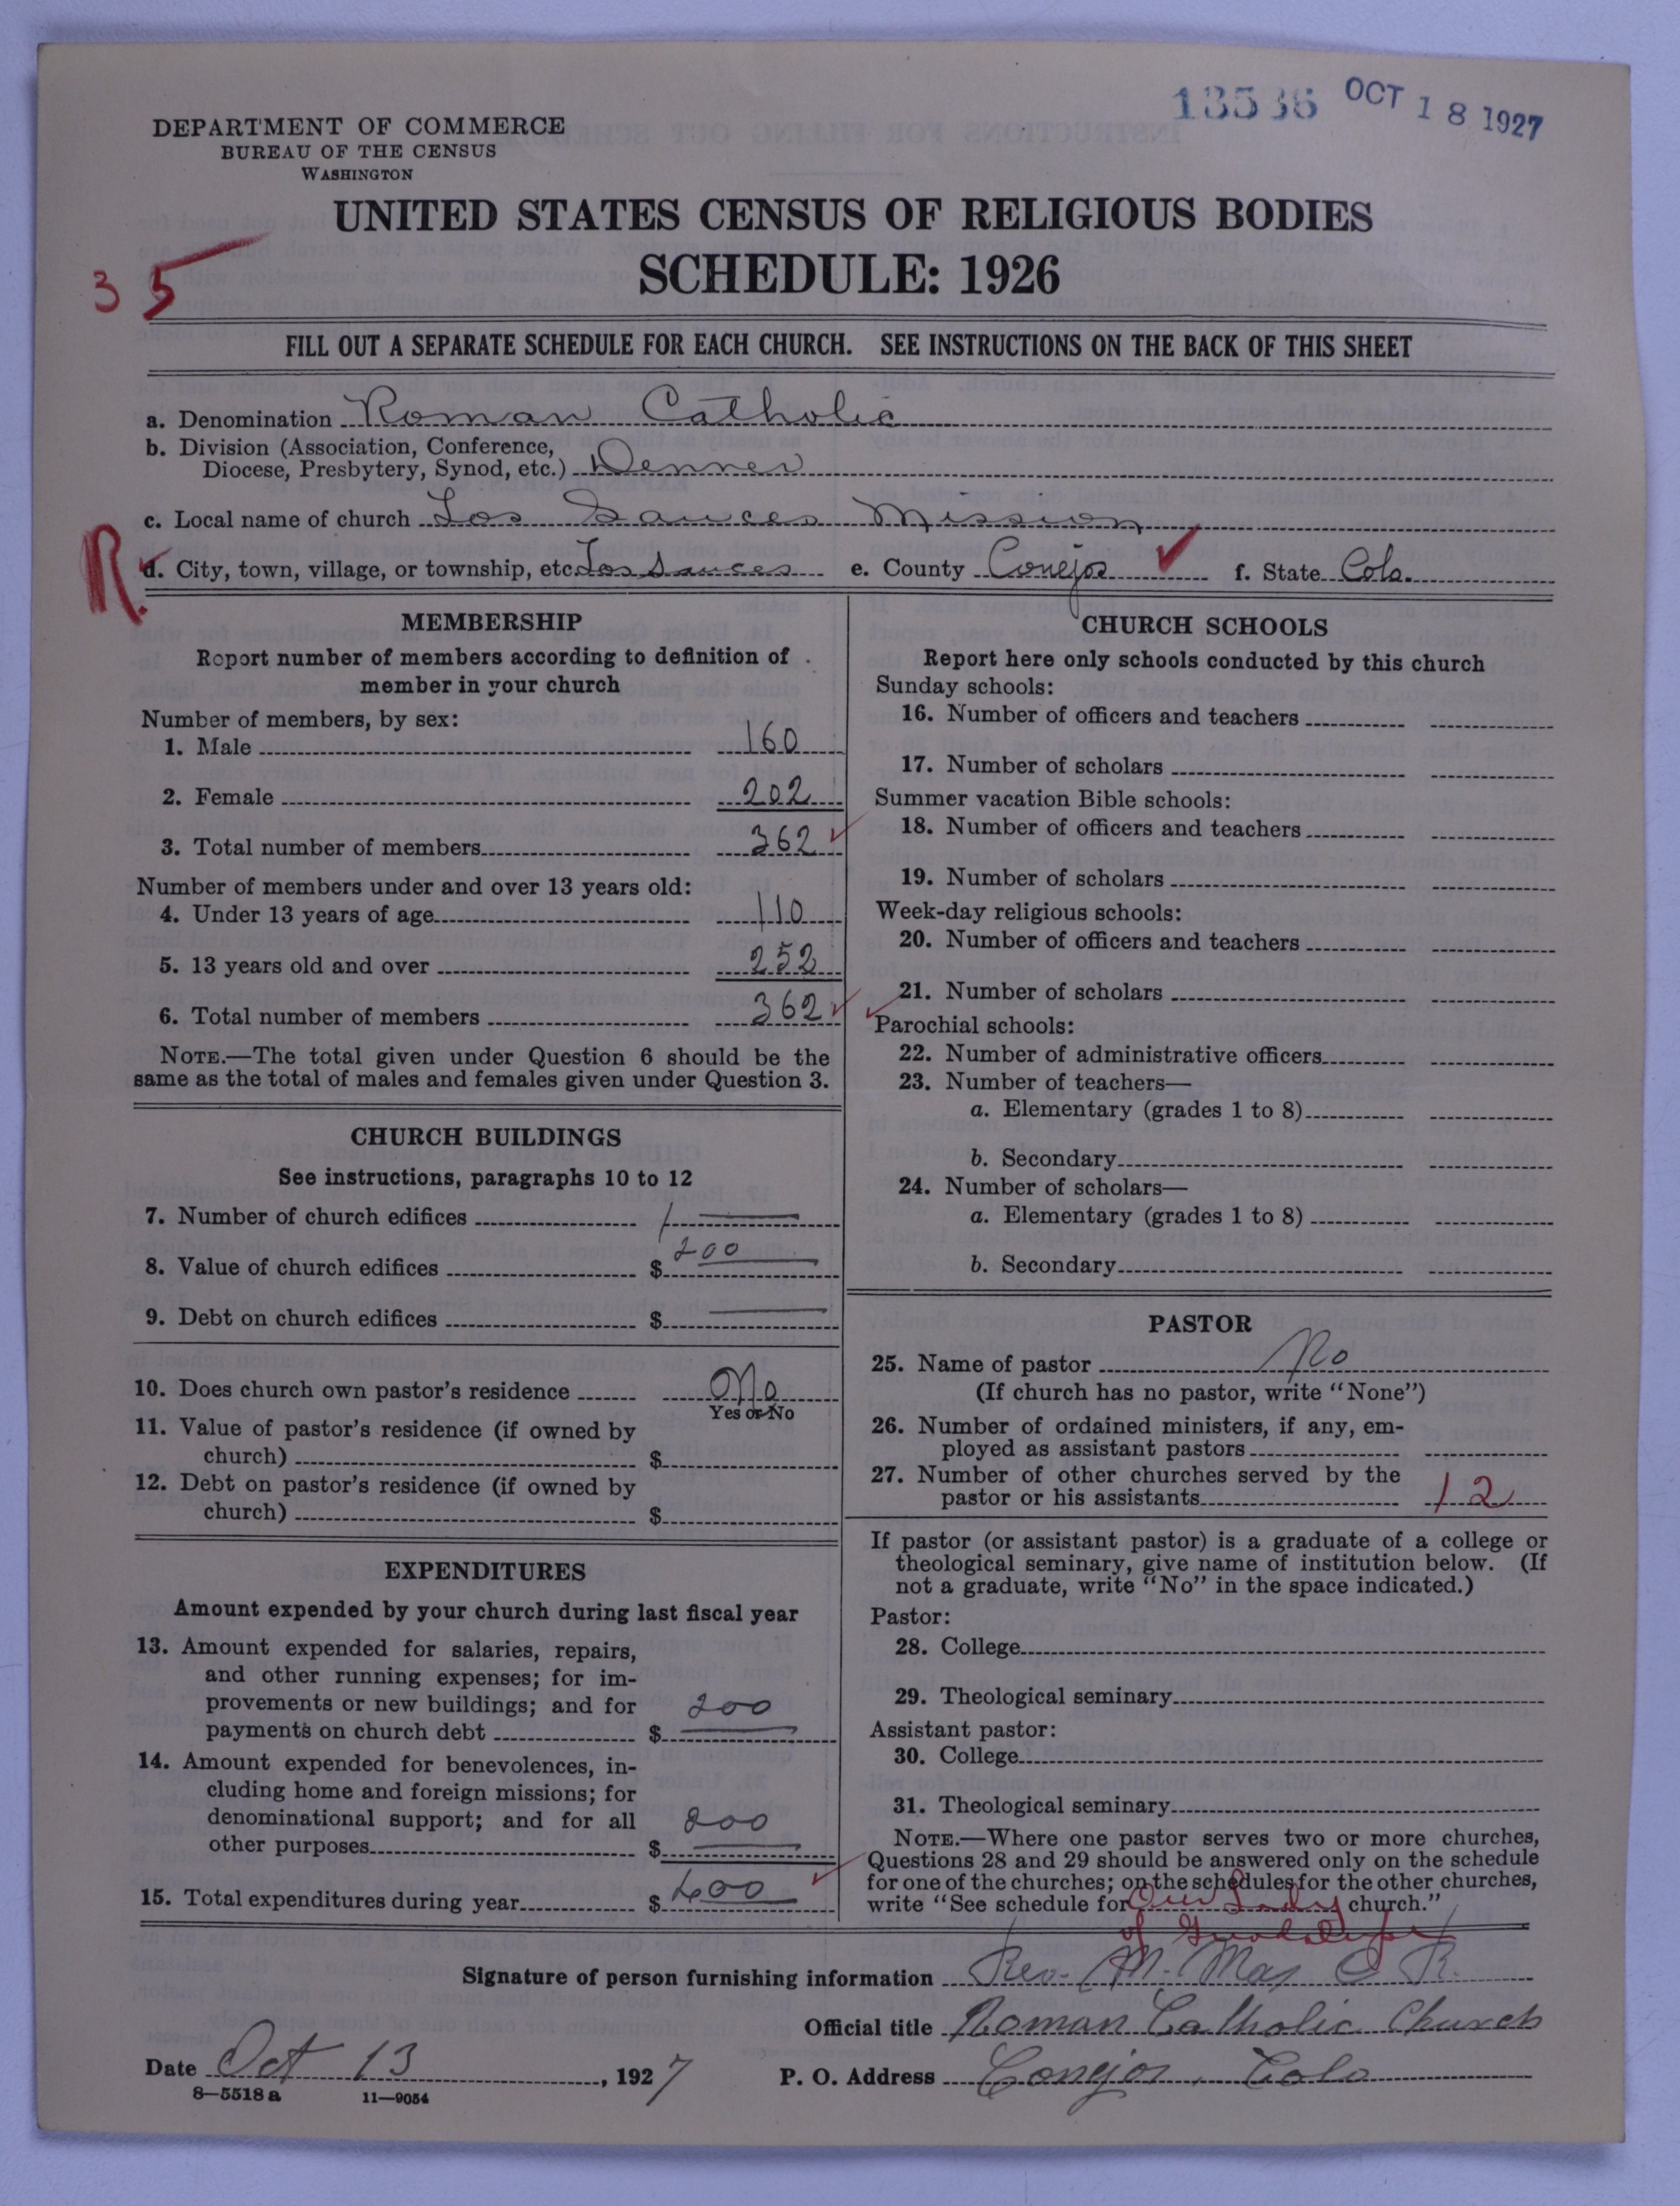 13536 OCT 18 1927
DEPARTMENT OF COMMERCE
BUREAU OF THE CENSUS
WASHINGTON
UNITED STATES CENSUS OF RELIGIOUS BODIES
SCHEDULE: 1926
35
FILL OUT A SEPARATE SCHEDULE FOR EACH CHURCH. SEE INSTRUCTIONS ON THE BACK OF THIS SHEET
a. Denomination Roman Catholic
b. Division (Association, Conference,
Diocese, Presbytery, Synod, etc.) Denver
c. Local name of church Los Sauces Mission
R.
d. City, town, village, or township, etc. Los Sauces e. County Conejos ✓ f. State Colo.
MEMBERSHIP
Report number of members according to definition of
member in your church
Number of members, by sex:
1. Male 160
2. Female 202
3. Total number of members 362 ✓
Number of members under and over 13 years old:
4. Under 13 years of age 110
5. 13 years old and over 252
6. Total number of members 362 ✓
NOTE.—The total given under Question 6 should be the
same as the total of males and females given under Question 3.
CHURCH BUILDINGS
See instructions, paragraphs 10 to 12
7. Number of church edifices 1
8. Value of church edifices $ 200
9. Debt on church edifices $
10. Does church own pastor's residence No
Yes or No
11. Value of pastor's residence (if owned by
church) $
12. Debt on pastor's residence (if owned by
church) $
EXPENDITURES
Amount expended by your church during last fiscal year
13. Amount expended for salaries, repairs,
and other running expenses; for im-
provements or new buildings; and for
payments on church debt $ 200
14. Amount expended for benevolences, in-
cluding home and foreign missions; for
denominational support; and for all
other purposes $ 200
15. Total expenditures during year $ 400 ✓
CHURCH SCHOOLS
Report here only schools conducted by this church
Sunday schools:
16. Number of officers and teachers
17. Number of scholars
Summer vacation Bible schools:
18. Number of officers and teachers
19. Number of scholars
Week-day religious schools:
20. Number of officers and teachers
21. Number of scholars
✓ Parochial schools:
22. Number of administrative officers
23. Number of teachers—
a. Elementary (grades 1 to 8)
b. Secondary
24. Number of scholars—
a. Elementary (grades 1 to 8)
b. Secondary
PASTOR
25. Name of pastor No
(If church has no pastor, write "None")
26. Number of ordained ministers, if any, em-
ployed as assistant pastors
27. Number of other churches served by the
pastor or his assistants 12
If pastor (or assistant pastor) is a graduate of a college or
theological seminary, give name of institution below. (If
not a graduate, write "No" in the space indicated.)
Pastor:
28. College
29. Theological seminary
Assistant pastor:
30. College
31. Theological seminary
NOTE.—Where one pastor serves two or more churches,
Questions 28 and 29 should be answered only on the schedule
for one of the churches; on the schedules for the other churches,
write "See schedule for Our Lady church."
of Guadalupe
Signature of person furnishing information Rev. M. Mas C R.
Official title Roman Catholic Church
Date Oct 13, 1927 P. O. Address Conejos, Colo
8—5518 a 11—9054